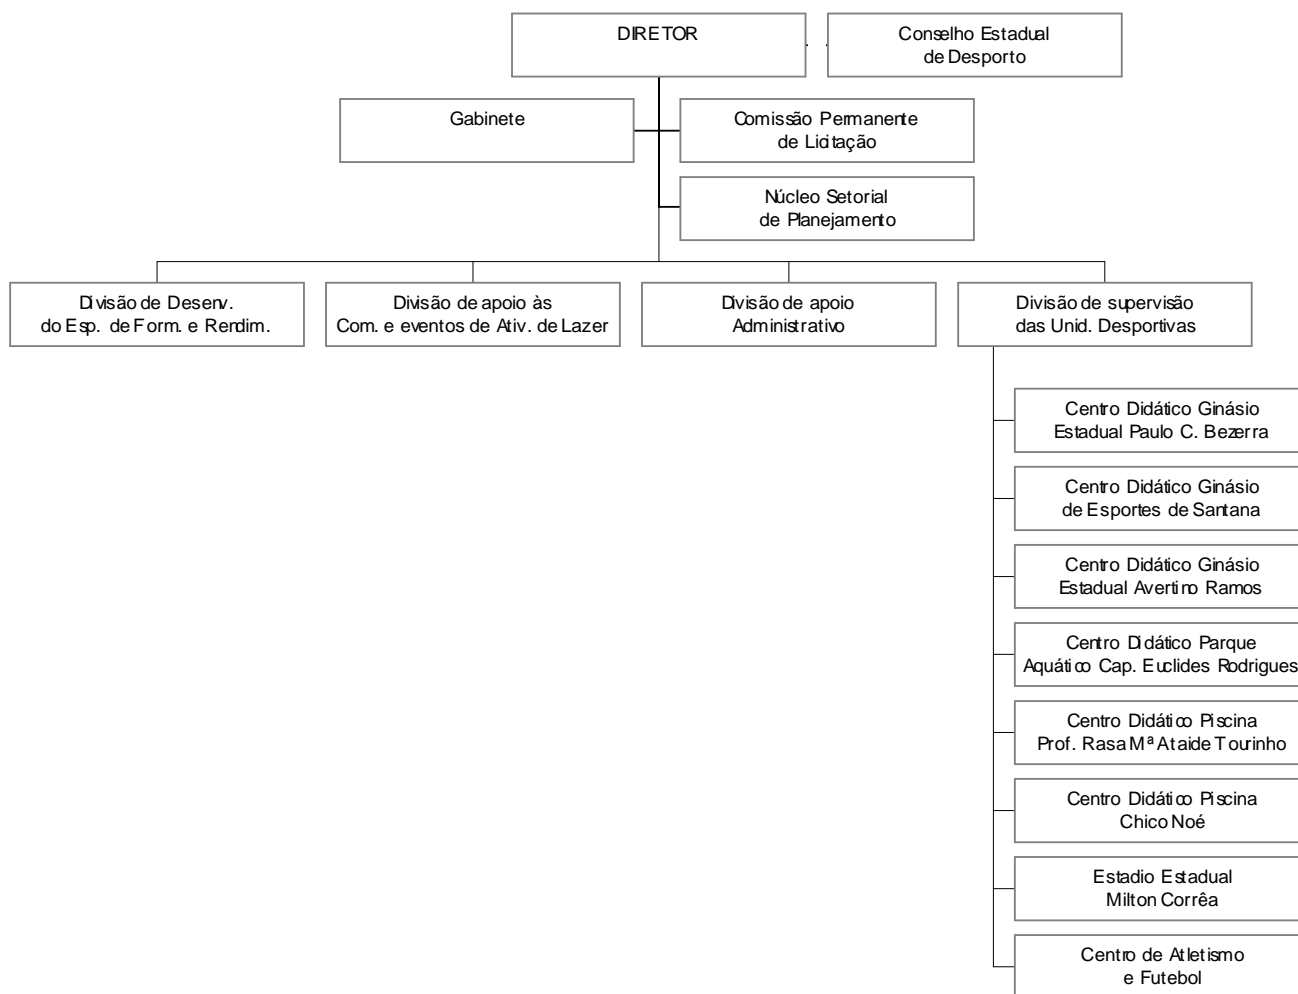 DIRETOR
Conselho Estadual
de Desporto
Gabinete
Comissão Permanente
de Licitação
Núcleo Setorial
de Planejamento
Divisão de Desenv.
do Esp. de Form. e Rendim.
Divisão de apoio às
Com. e eventos de Ativ. de Lazer
Divisão de apoio
Administrativo
Divisão de supervisão
das Unid. Desportivas
Centro Didático Ginásio
Estadual Paulo C. Bezerra
Centro Didático Ginásio
de Esportes de Santana
Centro Didático Ginásio
Estadual Avertino Ramos
Centro Didático Parque
Aquático Cap. Euclides Rodrigues
Centro Didático Piscina
Prof. Rasa Mª Ataide Tourinho
Centro Didático Piscina
Chico Noé
Estadio Estadual
Milton Corrêa
Centro de Atletismo
e Futebol